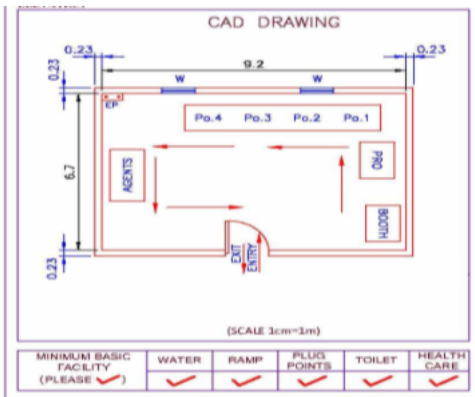 CAD DRAWING
0.23
0.23
9.2
0.23
W
W
EP
Po.4 Po.3 Po.2 Po.1
6.7
AGENTS
PRO
BOOTH
EXIT
ENTRY
0.23
(SCALE 1cm=1m)
MINIMUM BASIC
FACILITY
(PLEASE ✓)
WATER
RAMP
PLUG
POINTS
TOILET
HEALTH
CARE
✓ ✓ ✓ ✓ ✓